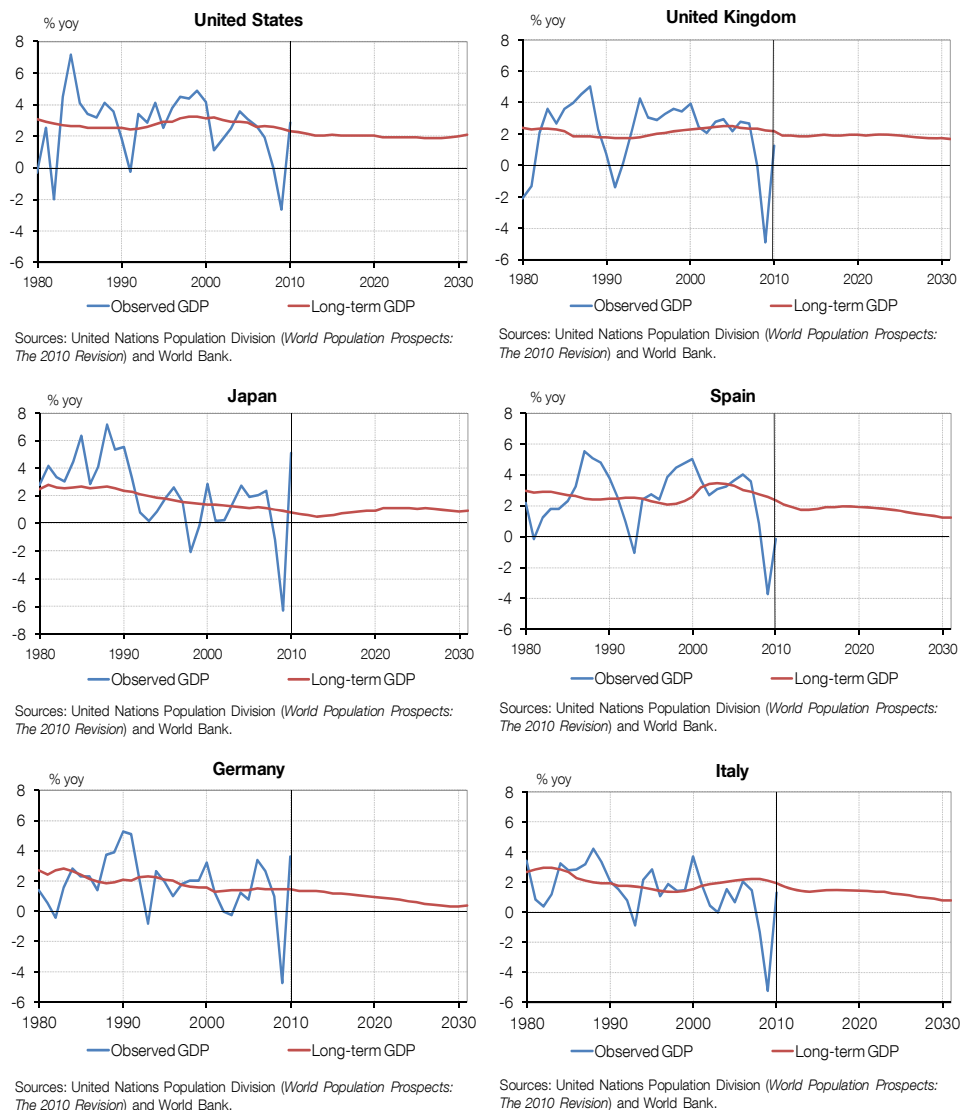 United States
% yoy
8
6
4
2
0
-2
-4
-6
1980 1990 2000 2010 2020 2030
Observed GDP Long-term GDP
Sources: United Nations Population Division (World Population Prospects:
The 2010 Revision) and World Bank.
United Kingdom
% yoy
8
6
4
2
0
-2
-4
-6
1980 1990 2000 2010 2020 2030
Observed GDP Long-term GDP
Sources: United Nations Population Division (World Population Prospects:
The 2010 Revision) and World Bank.
Japan
% yoy
8
6
4
2
0
-2
-4
-6
-8
1980 1990 2000 2010 2020 2030
Observed GDP Long-term GDP
Sources: United Nations Population Division (World Population Prospects:
The 2010 Revision) and World Bank.
Spain
% yoy
8
6
4
2
0
-2
-4
-6
1980 1990 2000 2010 2020 2030
Observed GDP Long-term GDP
Sources: United Nations Population Division (World Population Prospects:
The 2010 Revision) and World Bank.
Germany
% yoy
8
6
4
2
0
-2
-4
-6
1980 1990 2000 2010 2020 2030
Observed GDP Long-term GDP
Sources: United Nations Population Division (World Population Prospects:
The 2010 Revision) and World Bank.
Italy
% yoy
8
6
4
2
0
-2
-4
-6
1980 1990 2000 2010 2020 2030
Observed GDP Long-term GDP
Sources: United Nations Population Division (World Population Prospects:
The 2010 Revision) and World Bank.